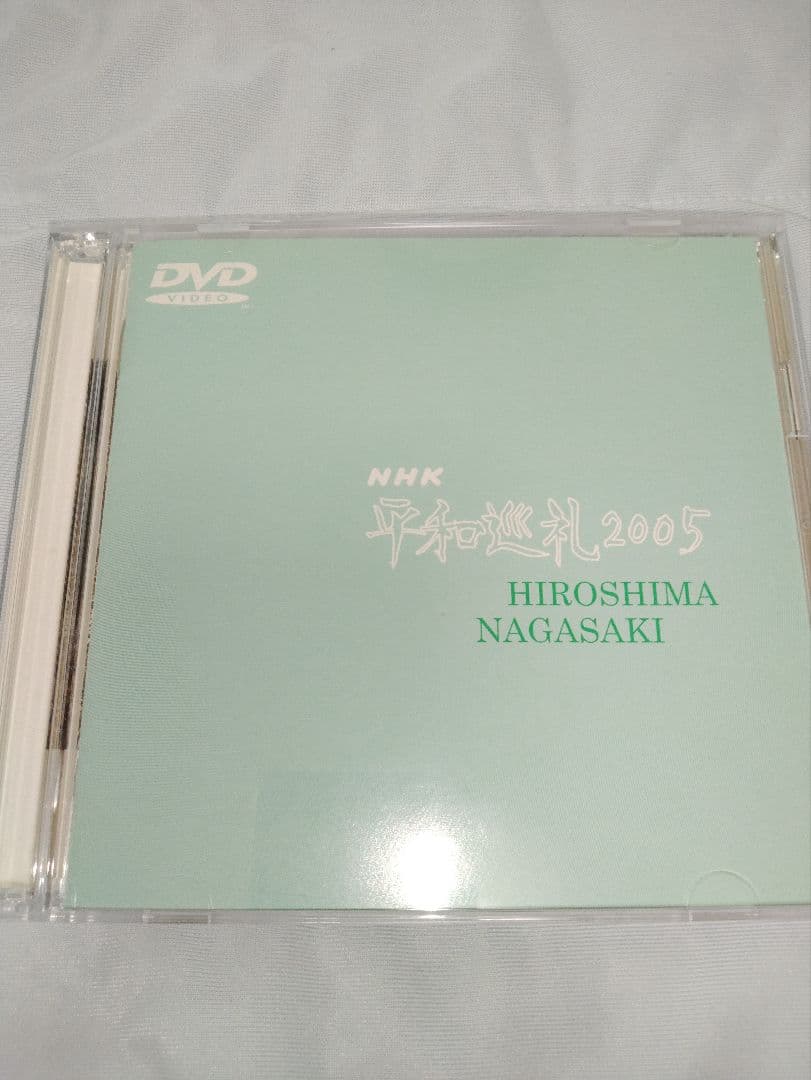 DVD
VIDEO
NHK
平和巡礼2005
HIROSHIMA
NAGASAKI